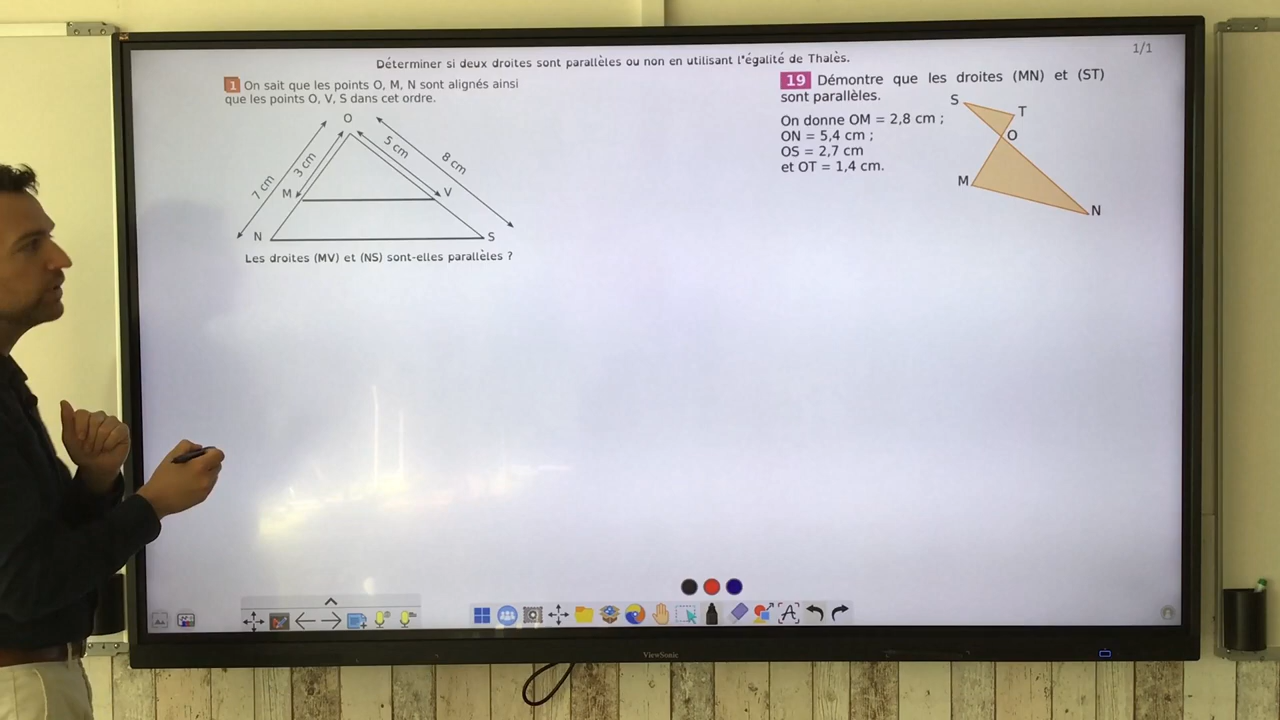 1/1
Déterminer si deux droites sont parallèles ou non en utilisant l'égalité de Thalès.
1 On sait que les points O, M, N sont alignés ainsi
que les points O, V, S dans cet ordre.
O
7 cm
3 cm
5 cm
8 cm
M
V
N
S
Les droites (MV) et (NS) sont-elles parallèles ?
19 Démontre que les droites (MN) et (ST)
sont parallèles.
On donne OM = 2,8 cm ;
ON = 5,4 cm ;
OS = 2,7 cm
et OT = 1,4 cm.
S
T
O
M
N
ViewSonic